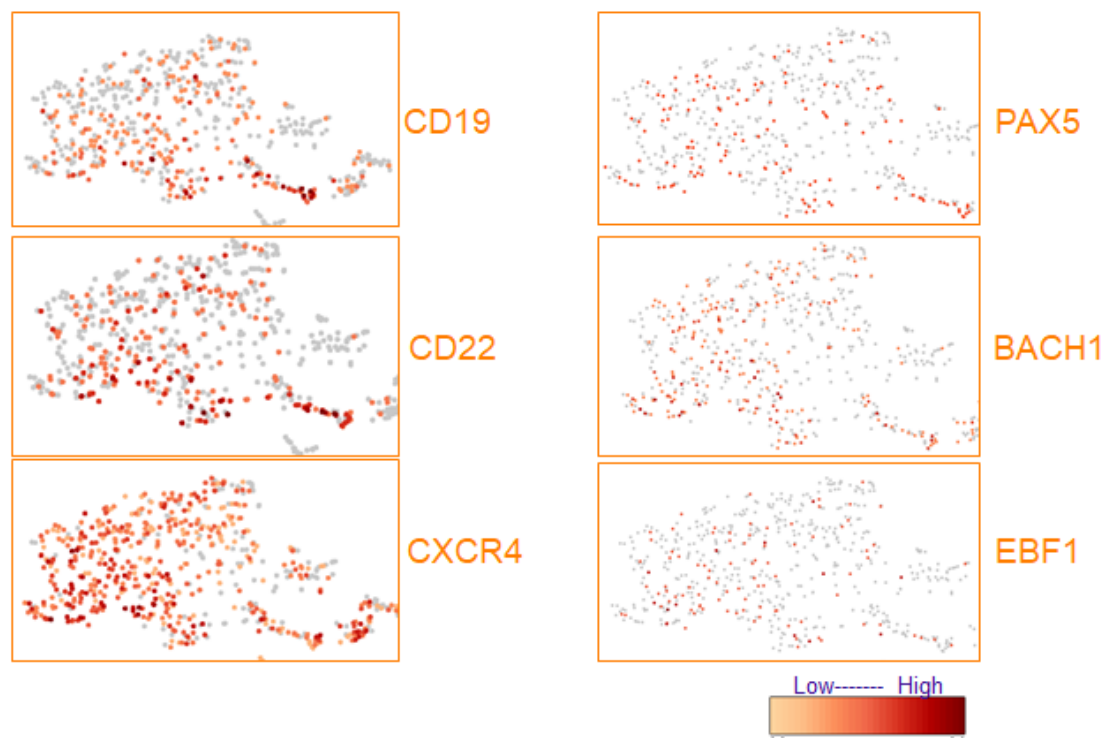 CD19
PAX5
CD22
BACH1
CXCR4
EBF1
Low------- High